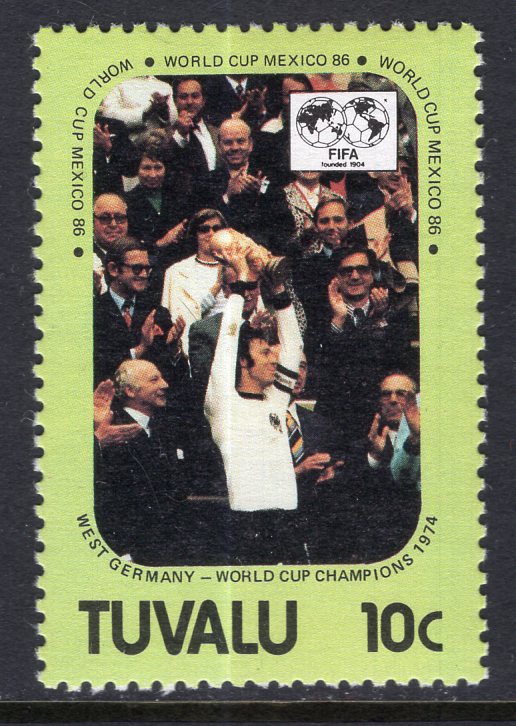 WORLD CUP MEXICO 86 • WORLD CUP MEXICO 86 • WORLD CUP MEXICO 86 •
FIFA
founded 1904
WEST GERMANY – WORLD CUP CHAMPIONS 1974
TUVALU 10c